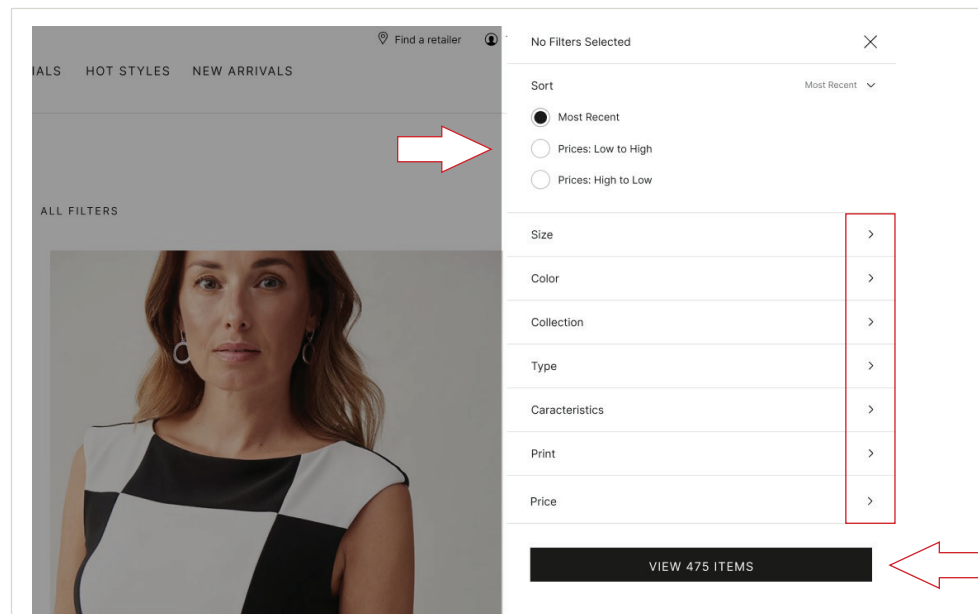 Find a retailer
IALS HOT STYLES NEW ARRIVALS
ALL FILTERS
No Filters Selected
Sort Most Recent
Most Recent
Prices: Low to High
Prices: High to Low
Size
Color
Collection
Type
Caracteristics
Print
Price
VIEW 475 ITEMS